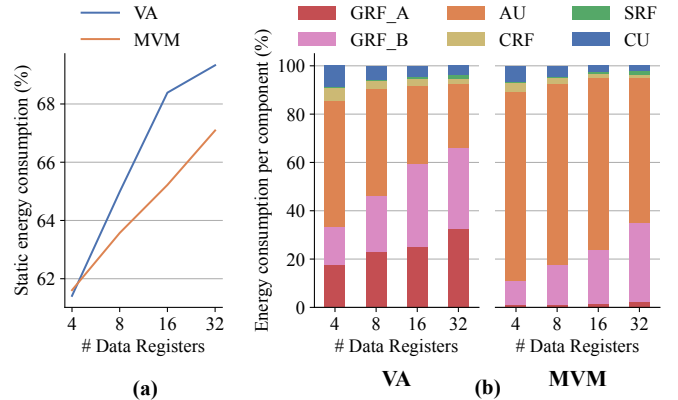 VA
MVM
Static energy consumption (%)
68
66
64
62
4 8 16 32
# Data Registers
(a)
GRF_A AU SRF
GRF_B CRF CU
Energy consumption per component (%)
100
80
60
40
20
0
4 8 16 32 4 8 16 32
# Data Registers # Data Registers
VA (b) MVM